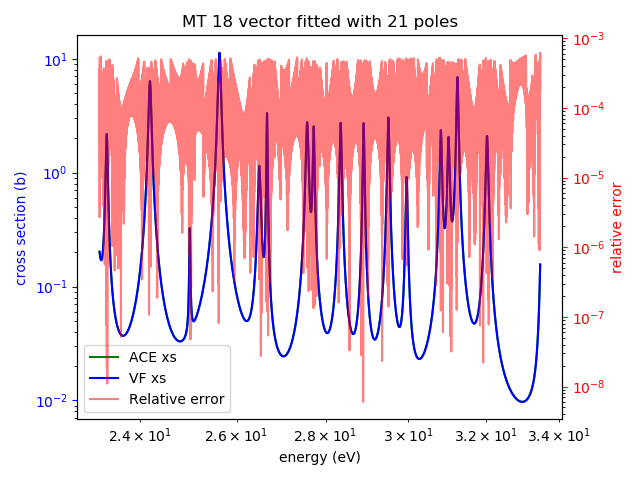 MT 18 vector fitted with 21 poles
10¹
10⁰
10⁻¹
10⁻²
cross section (b)
10⁻³
10⁻⁴
10⁻⁵
10⁻⁶
10⁻⁷
10⁻⁸
relative error
ACE xs
VF xs
Relative error
2.4 × 10¹ 2.6 × 10¹ 2.8 × 10¹ 3 × 10¹ 3.2 × 10¹ 3.4 × 10¹
energy (eV)